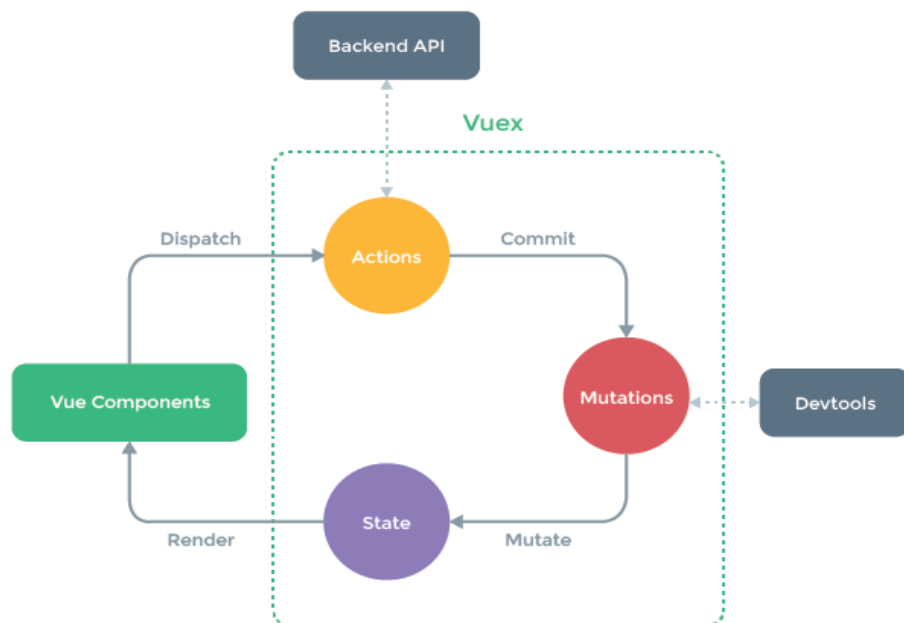 Backend API
Vuex
Dispatch
Commit
Actions
Vue Components
Mutations
Devtools
State
Render
Mutate